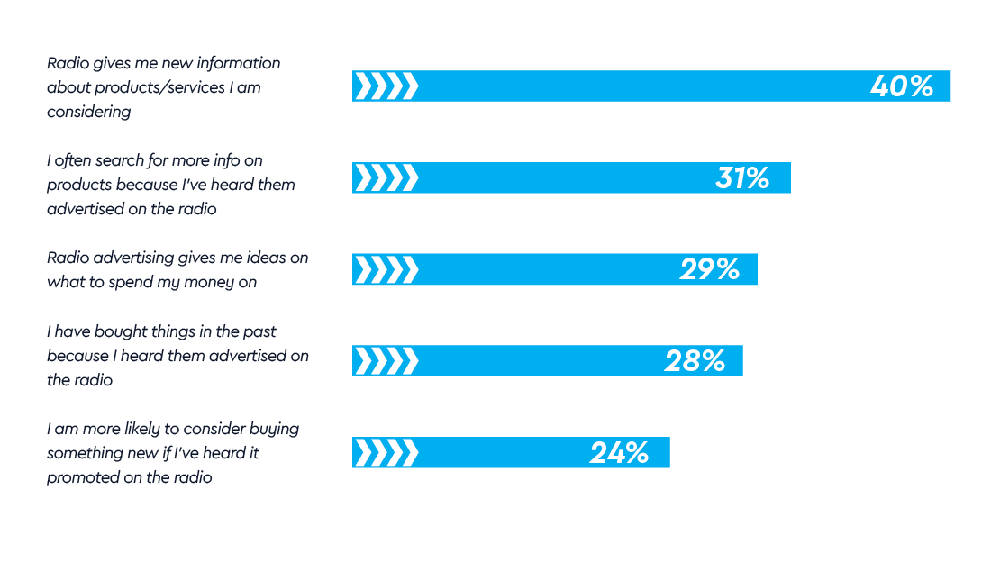 Radio gives me new information
about products/services I am
considering
40%
I often search for more info on
products because I've heard them
advertised on the radio
31%
Radio advertising gives me ideas on
what to spend my money on
29%
I have bought things in the past
because I heard them advertised on
the radio
28%
I am more likely to consider buying
something new if I've heard it
promoted on the radio
24%